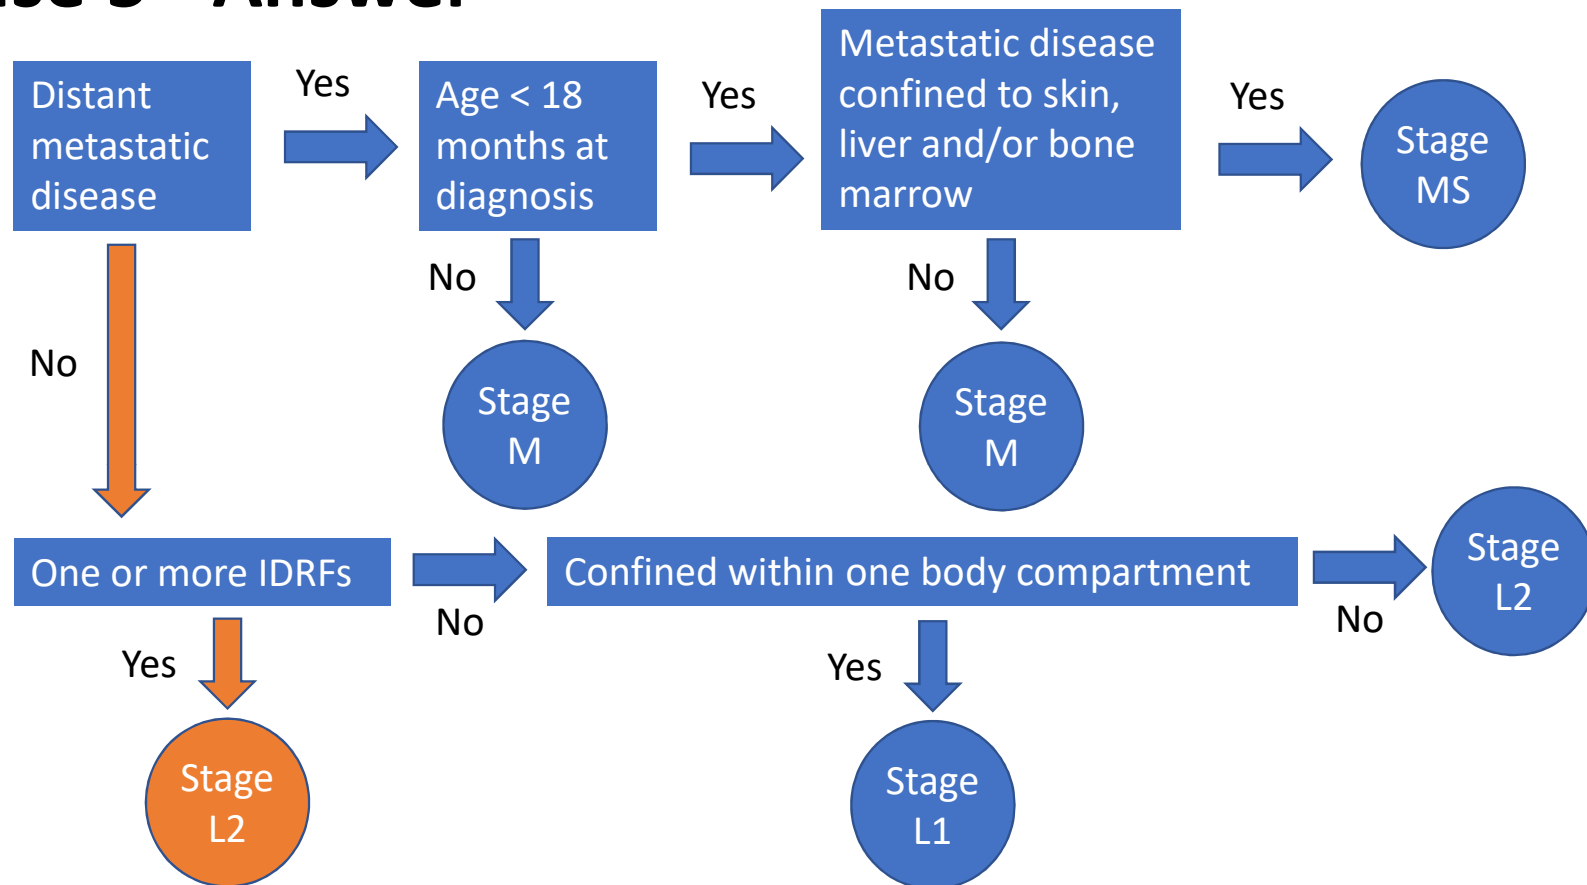 Answer
Distant
metastatic
disease
Yes
Age < 18
months at
diagnosis
Yes
Metastatic disease
confined to skin,
liver and/or bone
marrow
Yes
Stage
MS
No
No
No
Stage
M
Stage
M
One or more IDRFs
No
Confined within one body compartment
No
Stage
L2
Yes
Yes
Stage
L2
Stage
L1